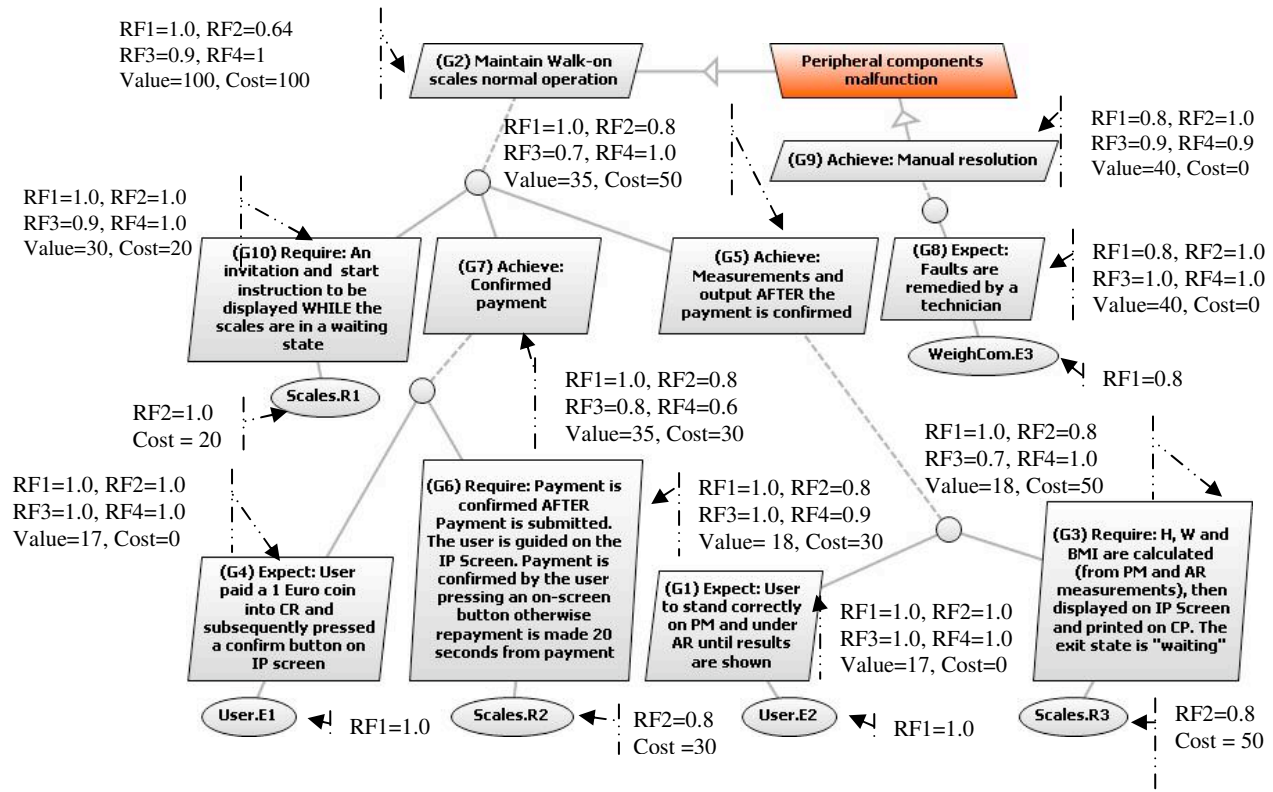 RF1=1.0, RF2=0.64
RF3=0.9, RF4=1
Value=100, Cost=100
(G2) Maintain Walk-on
scales normal operation
Peripheral components
malfunction
RF1=1.0, RF2=0.8
RF3=0.7, RF4=1.0
Value=35, Cost=50
(G9) Achieve: Manual resolution
RF1=0.8, RF2=1.0
RF3=0.9, RF4=0.9
Value=40, Cost=0
RF1=1.0, RF2=1.0
RF3=0.9, RF4=1.0
Value=30, Cost=20
(G10) Require: An
invitation and start
instruction to be
displayed WHILE the
scales are in a waiting
state
(G7) Achieve:
Confirmed
payment
(G5) Achieve:
Measurements and
output AFTER the
payment is confirmed
(G8) Expect:
Faults are
remedied by a
technician
RF1=0.8, RF2=1.0
RF3=1.0, RF4=1.0
Value=40, Cost=0
WeighCom.E3
RF1=0.8
Scales.R1
RF2=1.0
Cost = 20
RF1=1.0, RF2=0.8
RF3=0.8, RF4=0.6
Value=35, Cost=30
RF1=1.0, RF2=0.8
RF3=0.7, RF4=1.0
Value=18, Cost=50
RF1=1.0, RF2=1.0
RF3=1.0, RF4=1.0
Value=17, Cost=0
(G4) Expect: User
paid a 1 Euro coin
into CR and
subsequently pressed
a confirm button on
IP screen
(G6) Require: Payment is
confirmed AFTER
Payment is submitted.
The user is guided on the
IP Screen. Payment is
confirmed by the user
pressing an on-screen
button otherwise
repayment is made 20
seconds from payment
RF1=1.0, RF2=0.8
RF3=1.0, RF4=0.9
Value= 18, Cost=30
(G1) Expect: User
to stand correctly
on PM and under
AR until results
are shown
RF1=1.0, RF2=1.0
RF3=1.0, RF4=1.0
Value=17, Cost=0
(G3) Require: H, W and
BMI are calculated
(from PM and AR
measurements), then
displayed on IP Screen
and printed on CP. The
exit state is "waiting"
User.E1
RF1=1.0
Scales.R2
RF2=0.8
Cost =30
User.E2
RF1=1.0
Scales.R3
RF2=0.8
Cost = 50